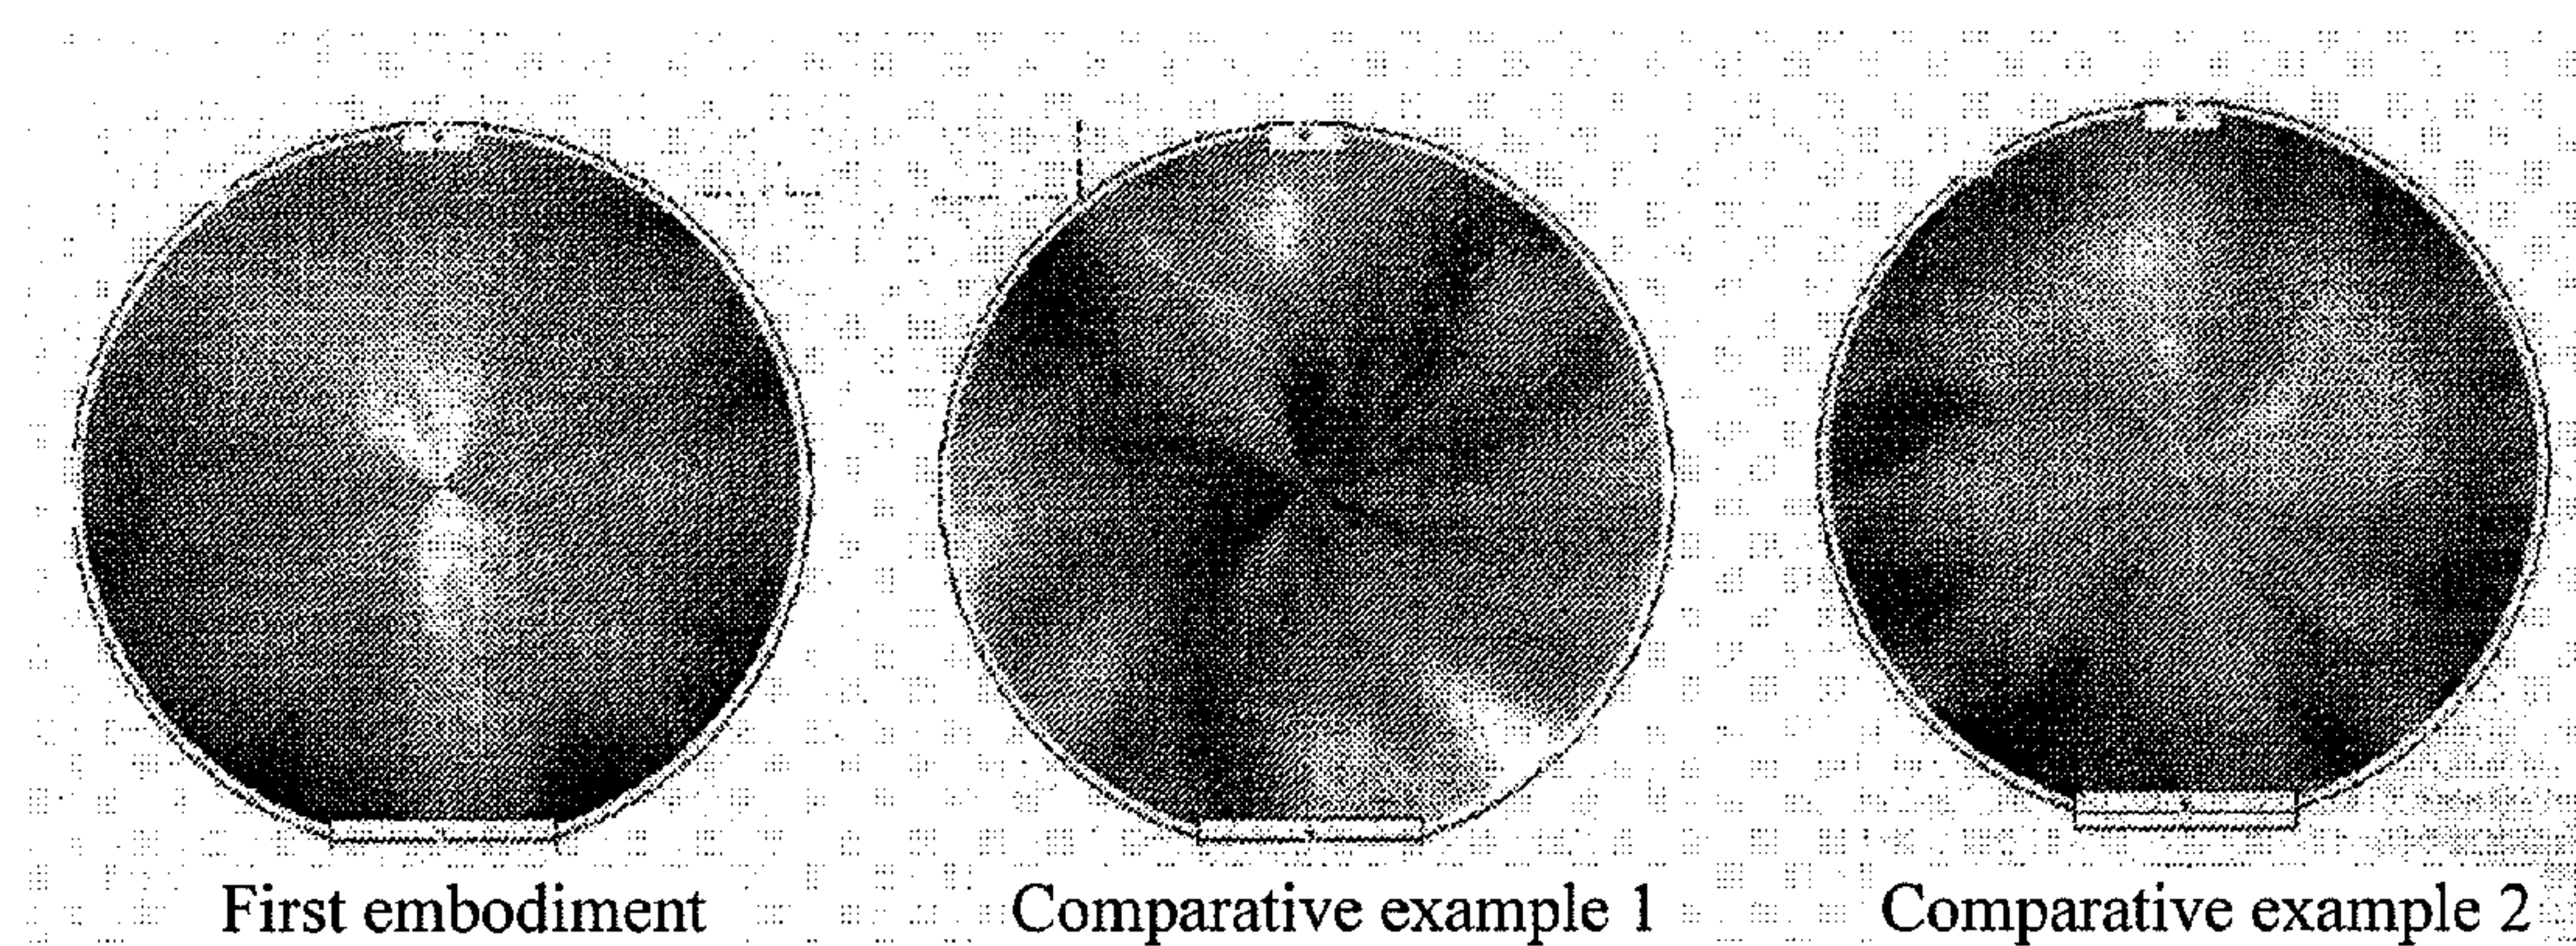 First embodiment
Comparative example 1
Comparative example 2